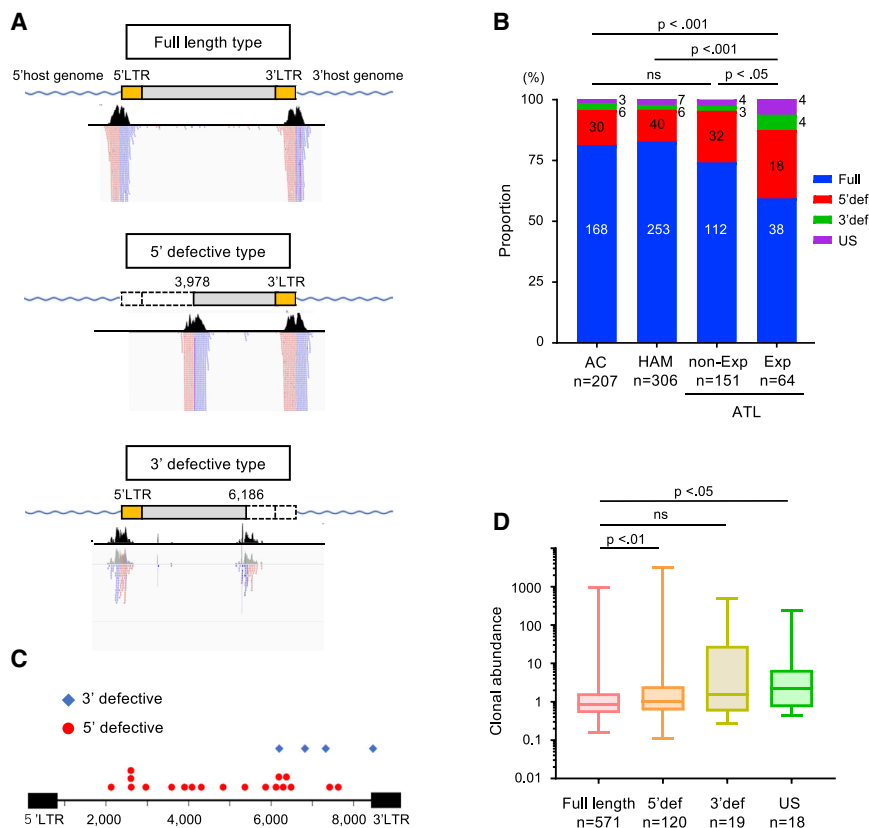 A
Full length type
5'host genome 5'LTR 3'LTR 3'host genome
5' defective type
3,978 3'LTR
3' defective type
5'LTR 6,186
B
p < .001
p <.001
ns p < .05
(%)
100
75
50
25
0
Proportion
3 7 4 4
6 6 3 4
30 40 32 18
168 253 112 38
Full
5'def
3'def
US
AC HAM non-Exp Exp
n=207 n=306 n=151 n=64
ATL
C
3' defective
5' defective
5 'LTR 2,000 4,000 6,000 8,000 3'LTR
D
p <.05
ns
p <.01
Clonal abundance
1000
100
10
1
0.1
0.01
Full length 5'def 3'def US
n=571 n=120 n=19 n=18